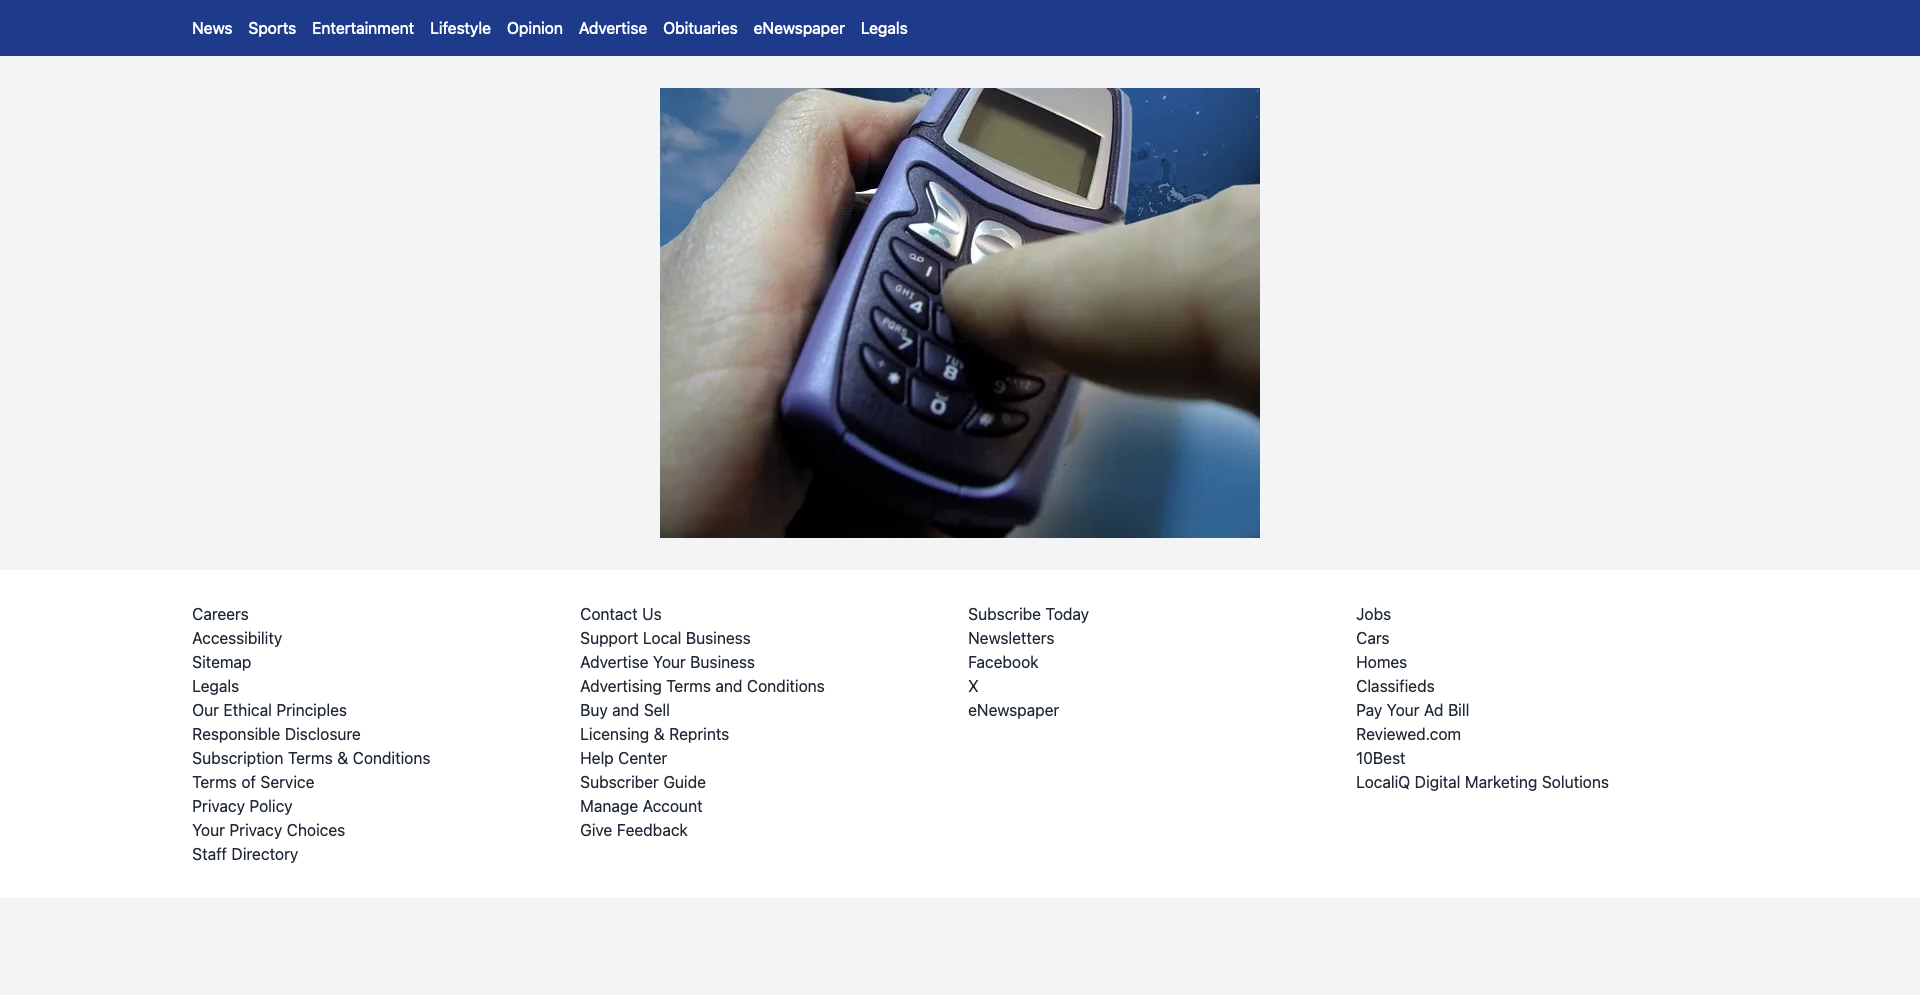 News Sports Entertainment Lifestyle Opinion Advertise Obituaries eNewspaper Legals
1
GHI 4
PQRS 7
TUV 8
9
+ *
0
#
Careers
Accessibility
Sitemap
Legals
Our Ethical Principles
Responsible Disclosure
Subscription Terms & Conditions
Terms of Service
Privacy Policy
Your Privacy Choices
Staff Directory
Contact Us
Support Local Business
Advertise Your Business
Advertising Terms and Conditions
Buy and Sell
Licensing & Reprints
Help Center
Subscriber Guide
Manage Account
Give Feedback
Subscribe Today
Newsletters
Facebook
X
eNewspaper
Jobs
Cars
Homes
Classifieds
Pay Your Ad Bill
Reviewed.com
10Best
LocaliQ Digital Marketing Solutions